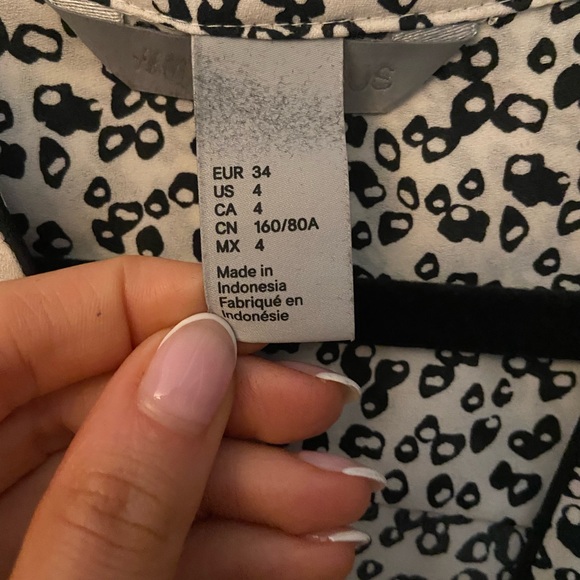 EUR 34
US 4
CA 4
CN 160/80A
MX 4
Made in
Indonesia
Fabriqué en
Indonésie